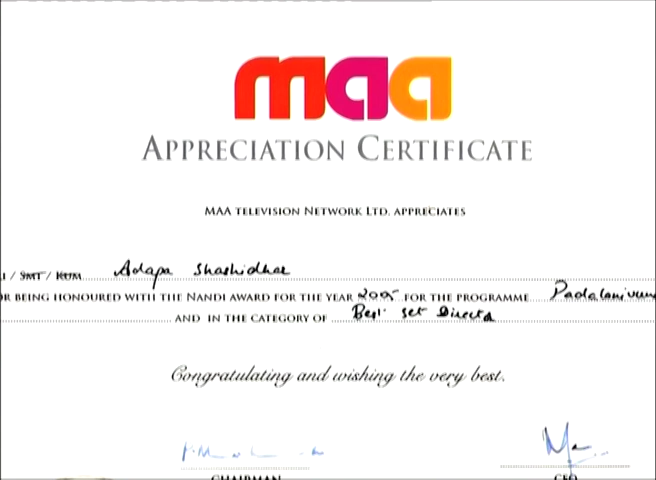 maa
APPRECIATION CERTIFICATE
MAA TELEVISION NETWORK LTD. APPRECIATES
I / SMT / KUM Adapa Shashidhar
R BEING HONOURED WITH THE NANDI AWARD FOR THE YEAR 2005 FOR THE PROGRAMME
AND IN THE CATEGORY OF Best Set Director
Congratulating and wishing the very best.
CHAIRMAN CEO